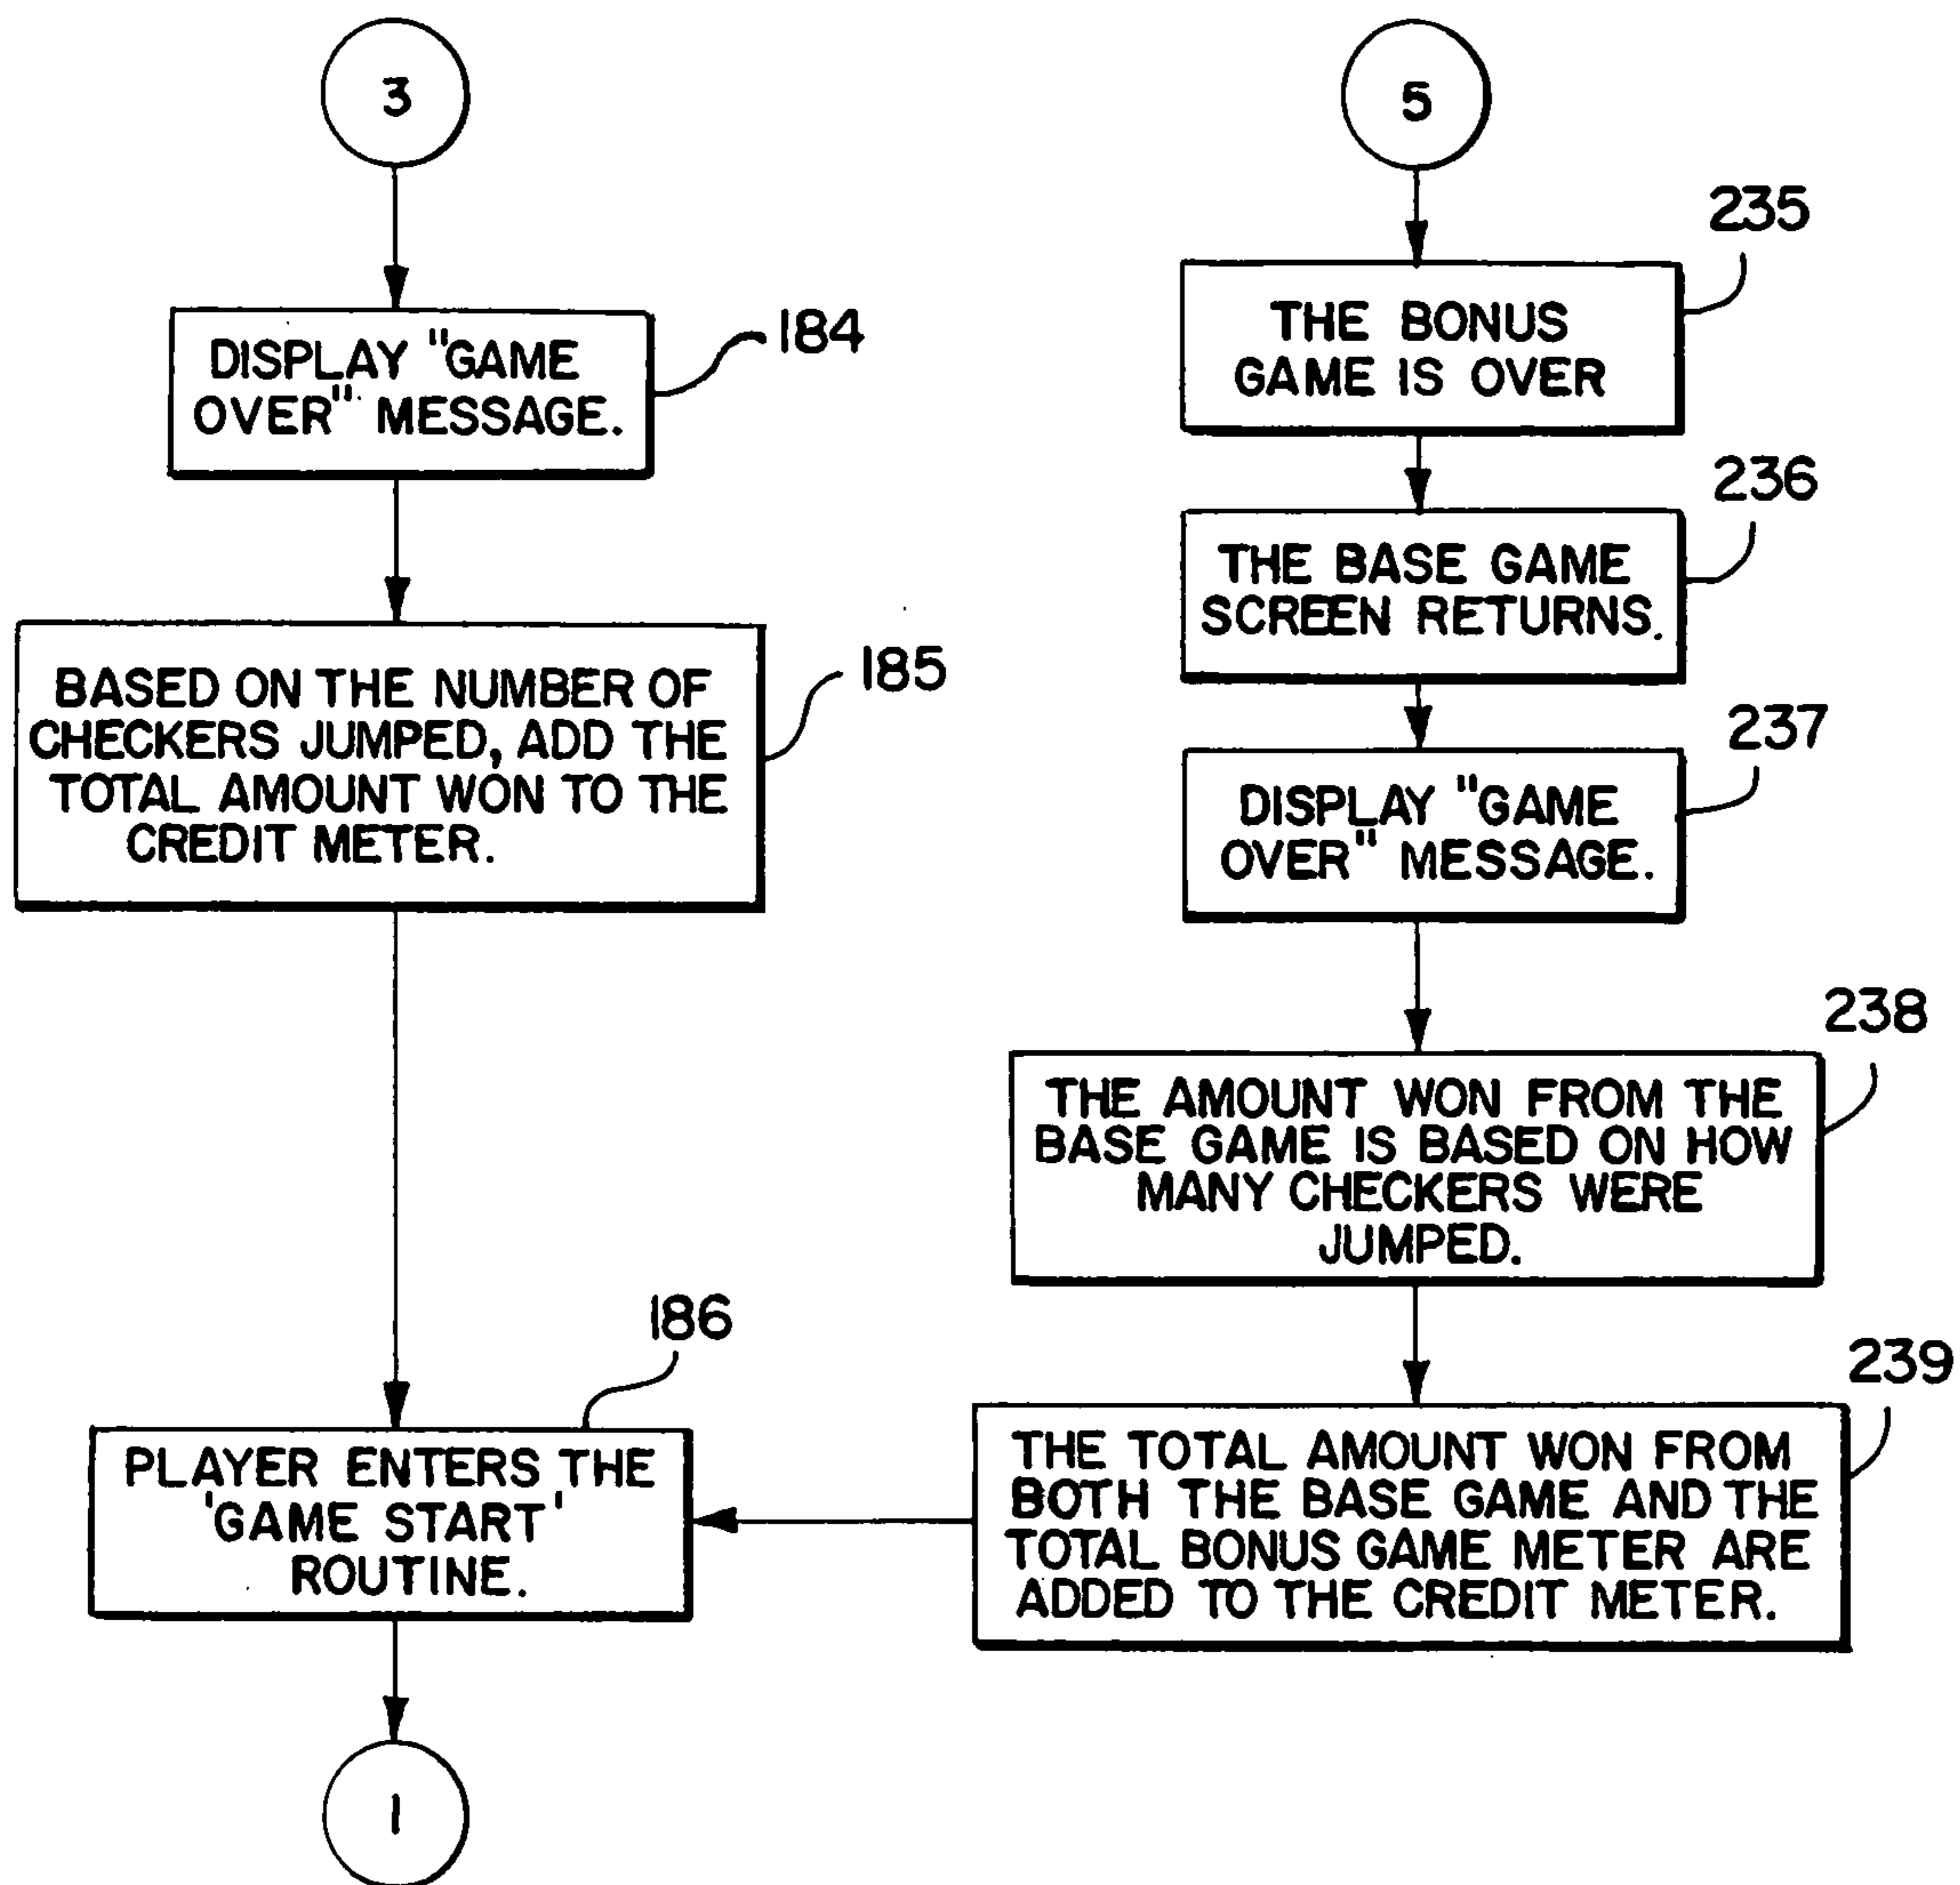 3
DISPLAY "GAME
OVER" MESSAGE.
184
BASED ON THE NUMBER OF
CHECKERS JUMPED, ADD THE
TOTAL AMOUNT WON TO THE
CREDIT METER.
185
186
PLAYER ENTERS THE
'GAME START'
ROUTINE.
1
5
235
THE BONUS
GAME IS OVER
236
THE BASE GAME
SCREEN RETURNS.
237
DISPLAY "GAME
OVER" MESSAGE.
238
THE AMOUNT WON FROM THE
BASE GAME IS BASED ON HOW
MANY CHECKERS WERE
JUMPED.
239
THE TOTAL AMOUNT WON FROM
BOTH THE BASE GAME AND THE
TOTAL BONUS GAME METER ARE
ADDED TO THE CREDIT METER.